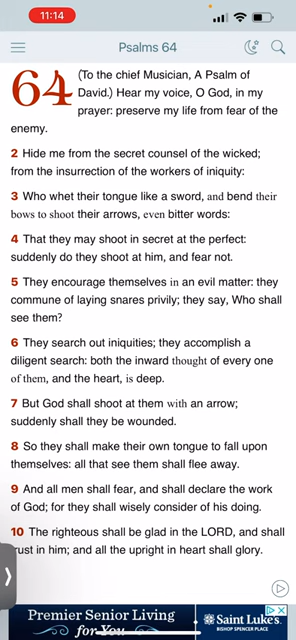 11:14
Psalms 64
64 (To the chief Musician, A Psalm of
David.) Hear my voice, O God, in my
prayer: preserve my life from fear of the
enemy.
2 Hide me from the secret counsel of the wicked;
from the insurrection of the workers of iniquity:
3 Who whet their tongue like a sword, and bend their
bows to shoot their arrows, even bitter words:
4 That they may shoot in secret at the perfect:
suddenly do they shoot at him, and fear not.
5 They encourage themselves in an evil matter: they
commune of laying snares privily; they say, Who shall
see them?
6 They search out iniquities; they accomplish a
diligent search: both the inward thought of every one
of them, and the heart, is deep.
7 But God shall shoot at them with an arrow;
suddenly shall they be wounded.
8 So they shall make their own tongue to fall upon
themselves: all that see them shall flee away.
9 And all men shall fear, and shall declare the work
of God; for they shall wisely consider of his doing.
10 The righteous shall be glad in the LORD, and shall
rust in him; and all the upright in heart shall glory.
Premier Senior Living
for You
Saint Luke's
BISHOP SPENCER PLACE